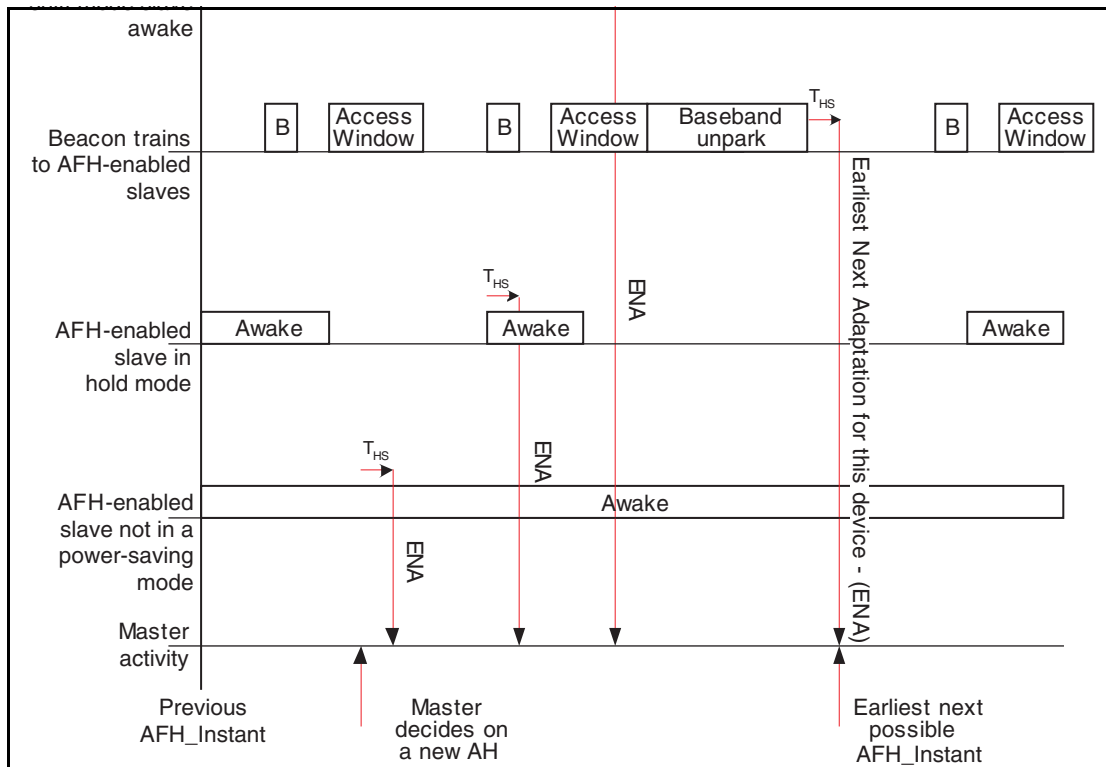 awake
T_HS
B
Access
Window
B
Access
Window
Baseband
unpark
B
Access
Window
Beacon trains
to AFH-enabled
slaves
Earliest Next Adaptation for this device - (ENA)
ENA
T_HS
Awake
Awake
Awake
AFH-enabled
slave in
hold mode
ENA
T_HS
Awake
AFH-enabled
slave not in a
power-saving
mode
ENA
Master
activity
Previous
AFH_Instant
Master
decides on
a new AH
Earliest next
possible
AFH_Instant